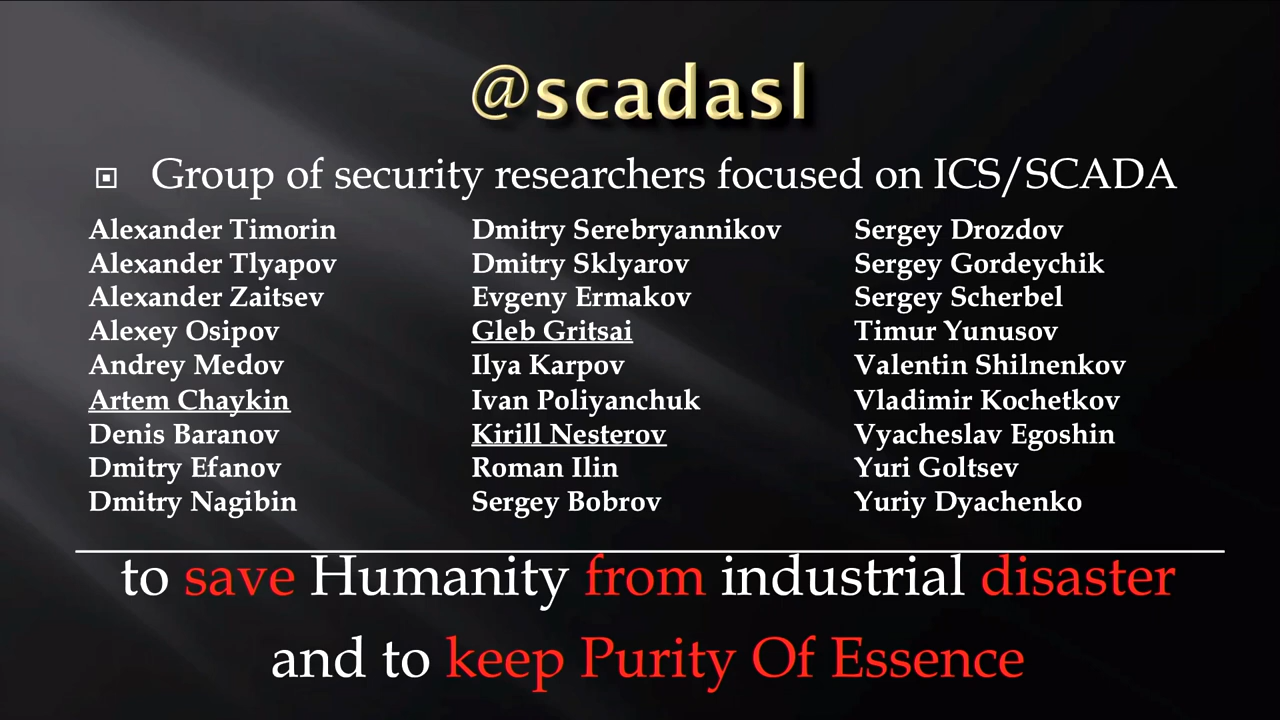 @scadasl
Group of security researchers focused on ICS/SCADA
Alexander Timorin
Alexander Tlyapov
Alexander Zaitsev
Alexey Osipov
Andrey Medov
Artem Chaykin
Denis Baranov
Dmitry Efanov
Dmitry Nagibin
Dmitry Serebryannikov
Dmitry Sklyarov
Evgeny Ermakov
Gleb Gritsai
Ilya Karpov
Ivan Poliyanchuk
Kirill Nesterov
Roman Ilin
Sergey Bobrov
Sergey Drozdov
Sergey Gordeychik
Sergey Scherbel
Timur Yunusov
Valentin Shilnenkov
Vladimir Kochetkov
Vyacheslav Egoshin
Yuri Goltsev
Yuriy Dyachenko
to save Humanity from industrial disaster
and to keep Purity Of Essence